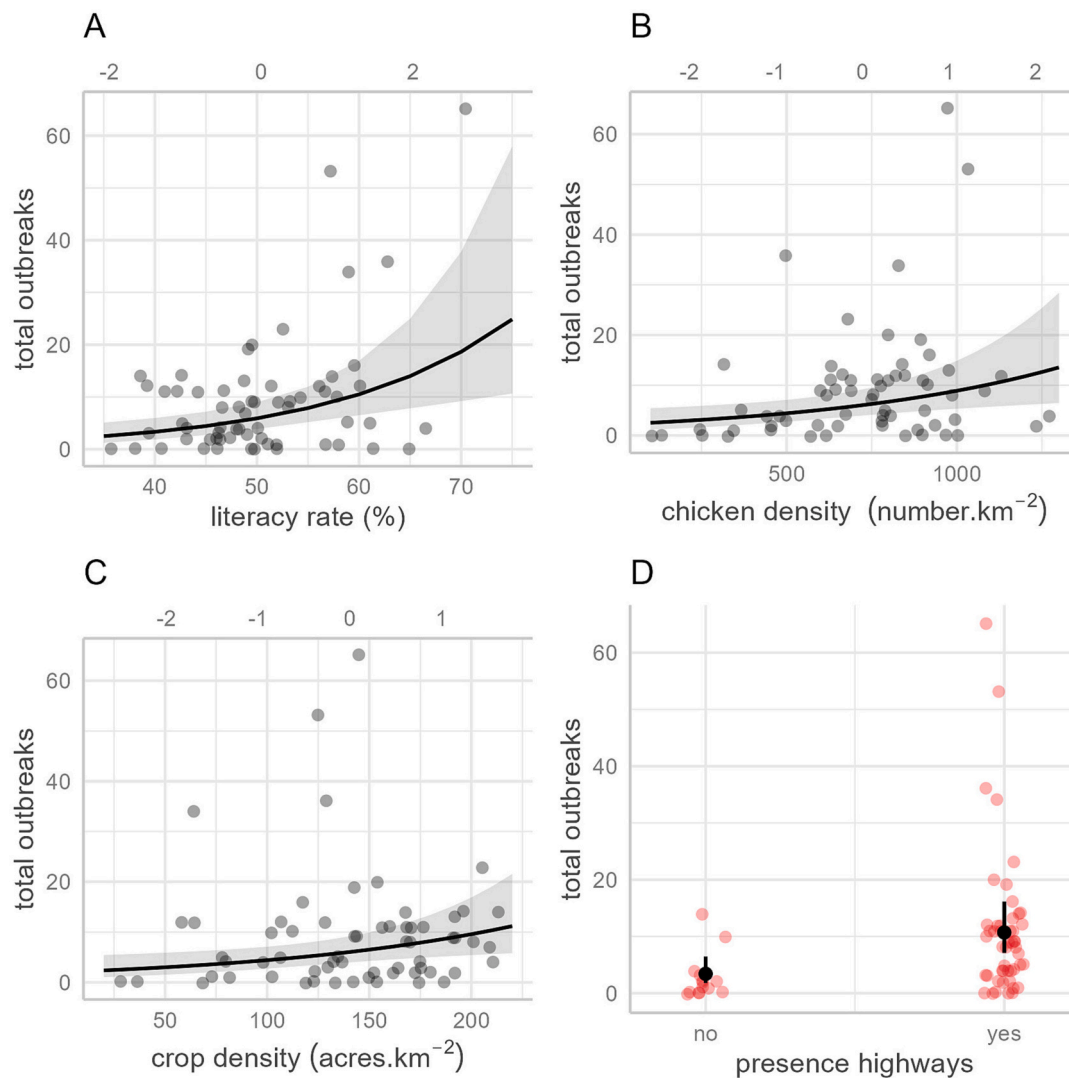 A
-2 0 2
total outbreaks
60
40
20
0
40 50 60 70
literacy rate (%)
B
-2 -1 0 1 2
total outbreaks
60
40
20
0
500 1000
chicken density (number.km⁻²)
C
-2 -1 0 1
total outbreaks
60
40
20
0
50 100 150 200
crop density (acres.km⁻²)
D
total outbreaks
60
40
20
0
no yes
presence highways